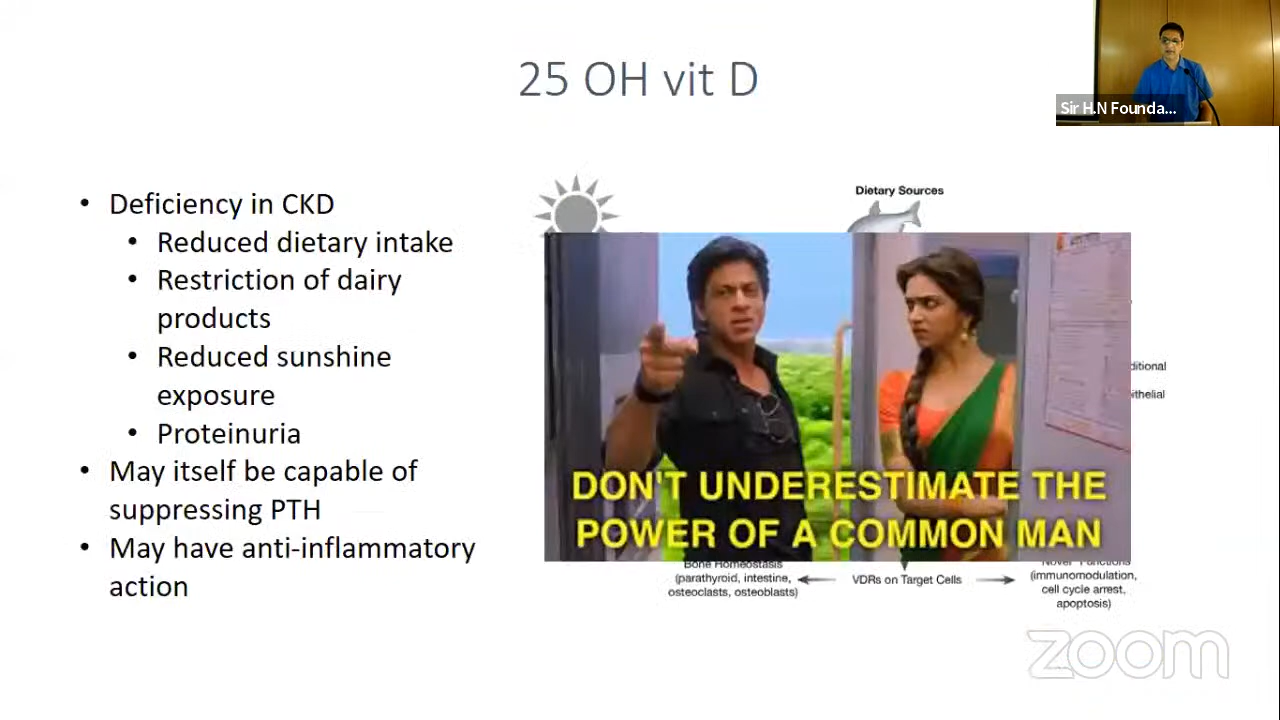 25 OH vit D
Sir H.N Founda...
• Deficiency in CKD
• Reduced dietary intake
• Restriction of dairy
products
• Reduced sunshine
exposure
• Proteinuria
• May itself be capable of
suppressing PTH
• May have anti-inflammatory
action
Dietary Sources
DON'T UNDERESTIMATE THE
POWER OF A COMMON MAN
Bone Homeostasis
(parathyroid, intestine,
osteoclasts, osteoblasts)
VDRs on Target Cells
Functions
(immunomodulation,
cell cycle arrest,
apoptosis)
zoom